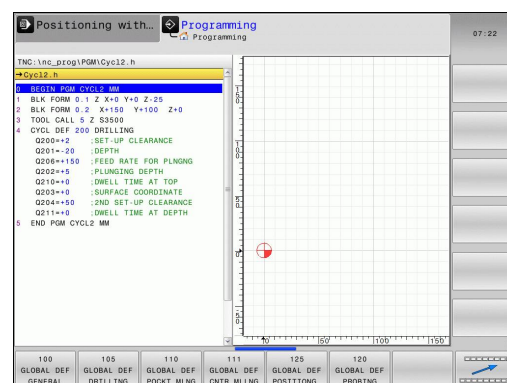 Positioning with...
Programming
Programming
07:22
TNC:\nc_prog\PGM\Cycl2.h
→Cycl2.h
0 BEGIN PGM CYCL2 MM
1 BLK FORM 0.1 Z X+0 Y+0 Z-25
2 BLK FORM 0.2 X+150 Y+100 Z+0
3 TOOL CALL 5 Z S3500
4 CYCL DEF 200 DRILLING
Q200=+2 ;SET-UP CLEARANCE
Q201=-20 ;DEPTH
Q206=+150 ;FEED RATE FOR PLNGNG
Q202=+5 ;PLUNGING DEPTH
Q210=+0 ;DWELL TIME AT TOP
Q203=+0 ;SURFACE COORDINATE
Q204=+50 ;2ND SET-UP CLEARANCE
Q211=+0 ;DWELL TIME AT DEPTH
5 END PGM CYCL2 MM
0 50 100 150
100 GLOBAL DEF GENERAL
105 GLOBAL DEF DRILLING
110 GLOBAL DEF POCKT MLNG
111 GLOBAL DEF CNTR MLLNG
125 GLOBAL DEF POSITIONG
120 GLOBAL DEF PROBING